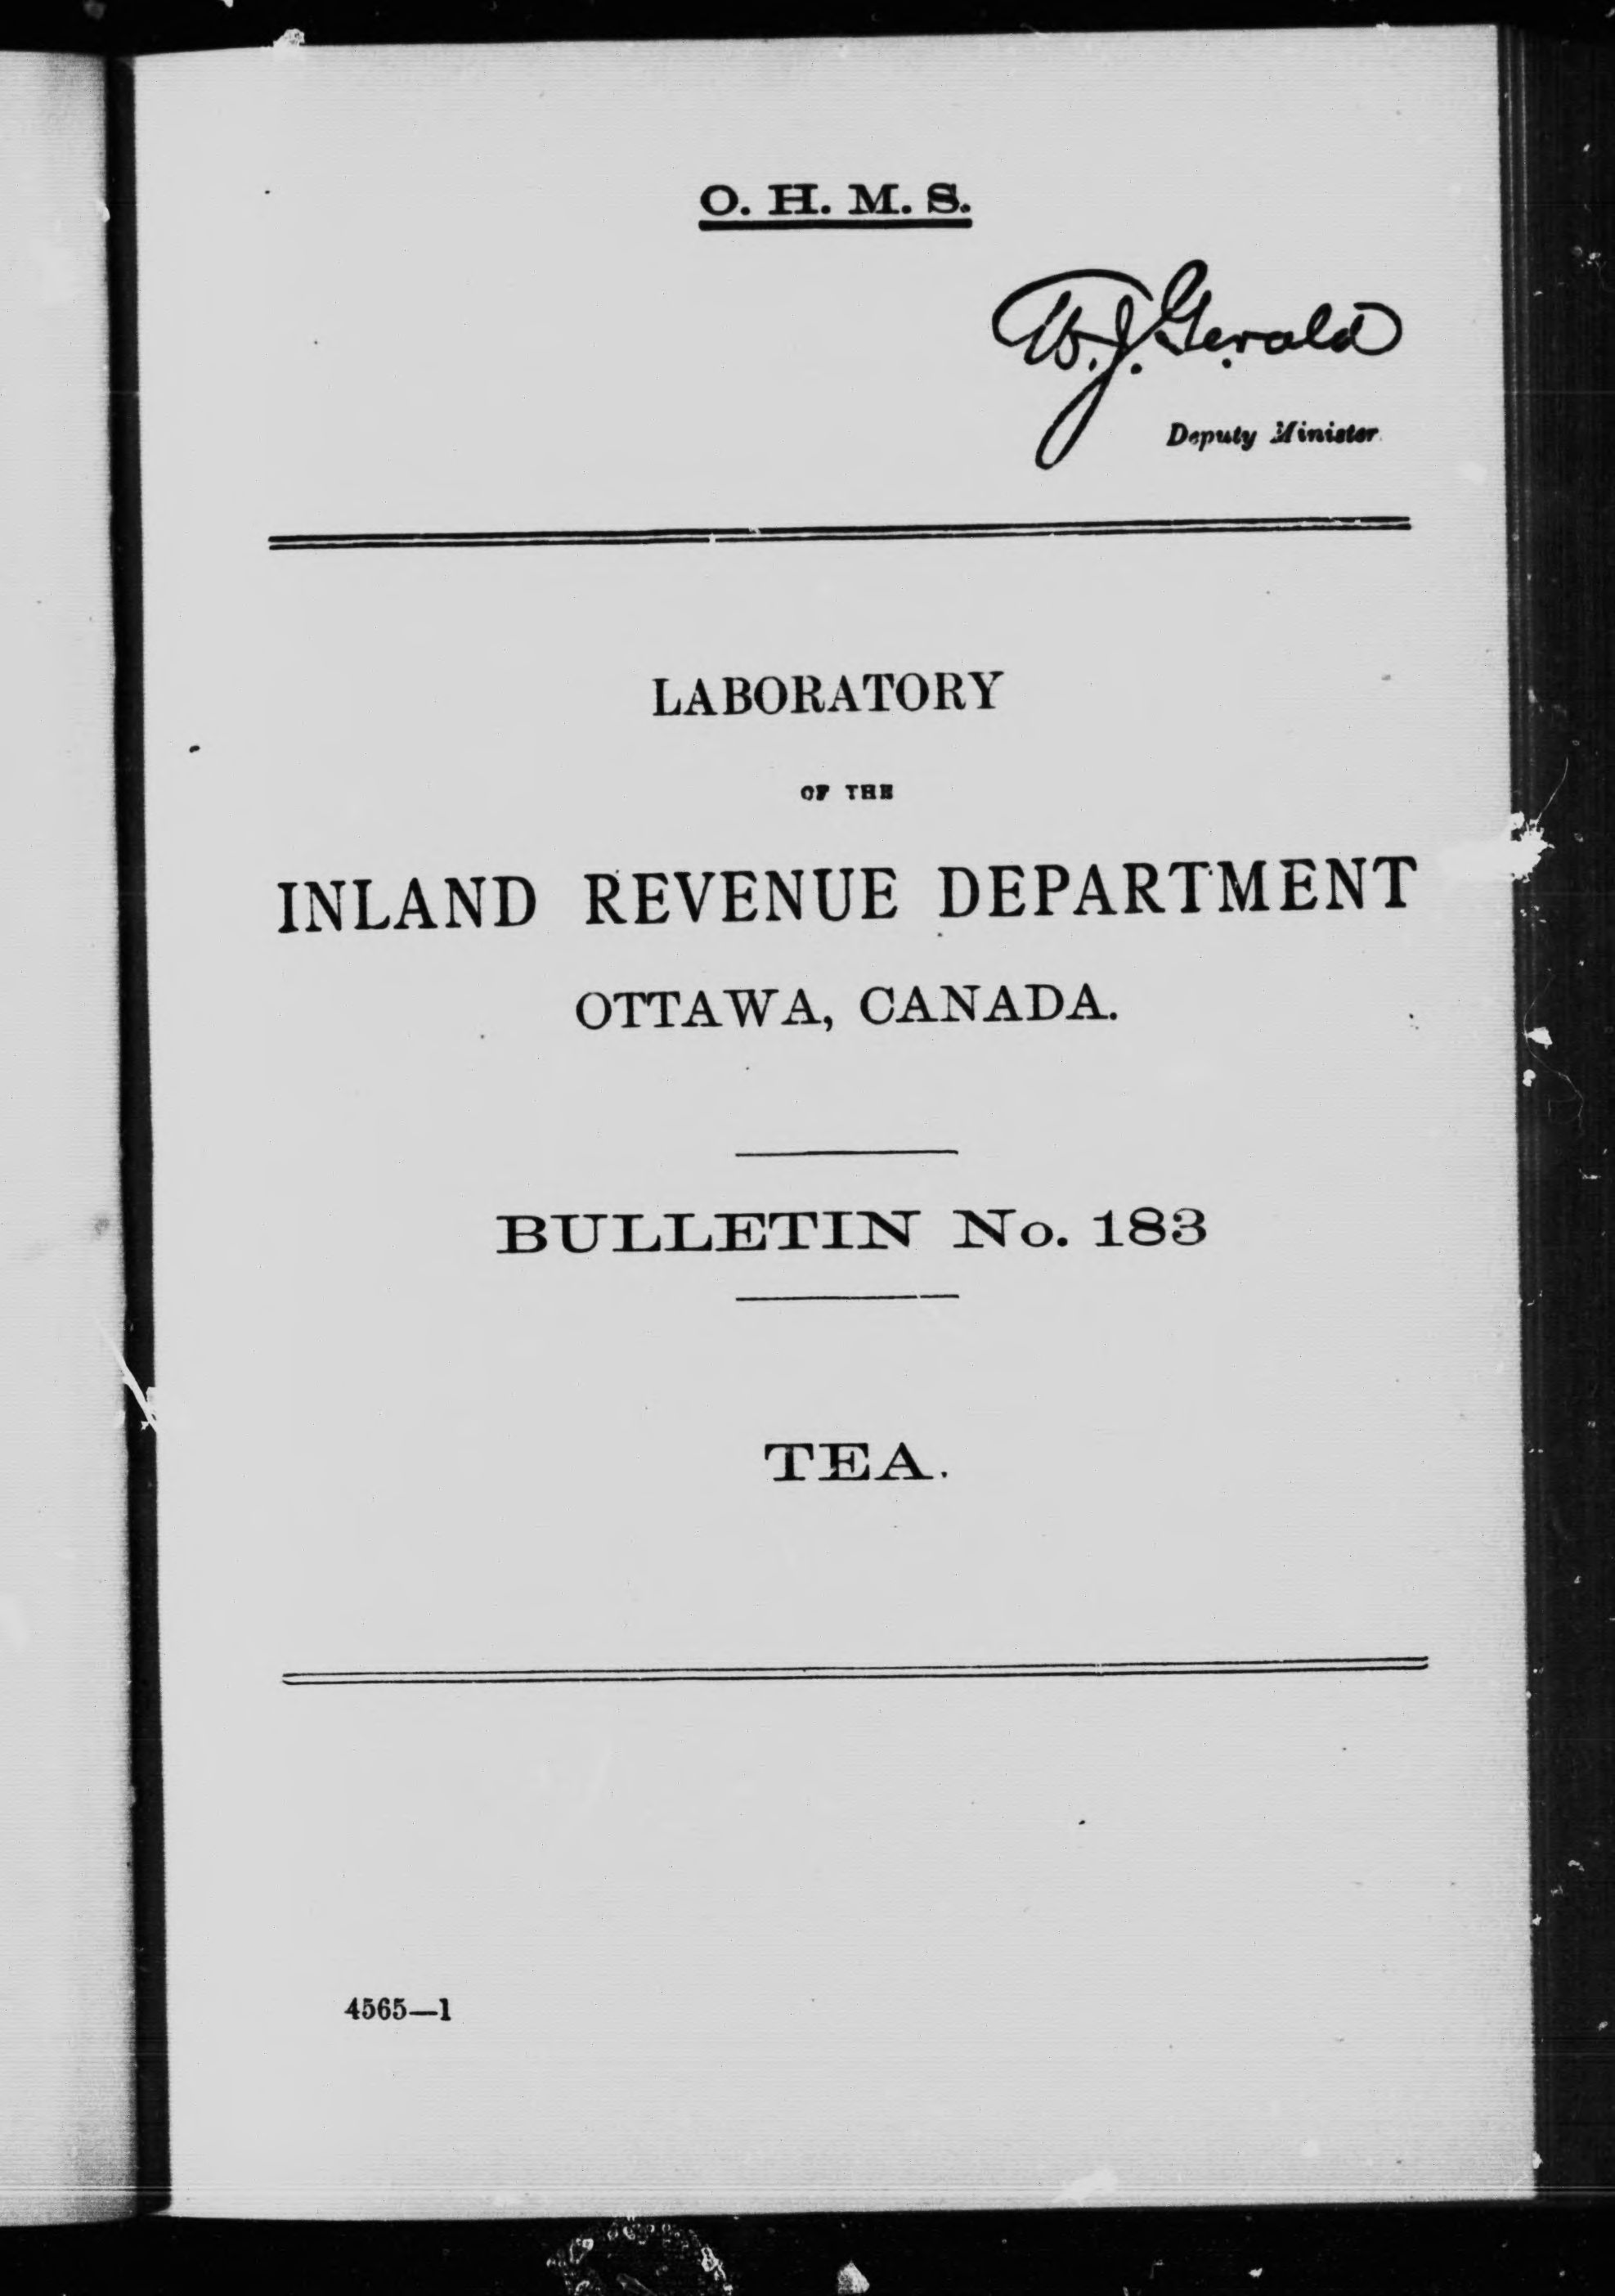 O. H. M. S.
W. J. Gerald
Deputy Minister
LABORATORY
OF THE
INLAND REVENUE DEPARTMENT
OTTAWA, CANADA.
BULLETIN No. 183
TEA.
4565—1